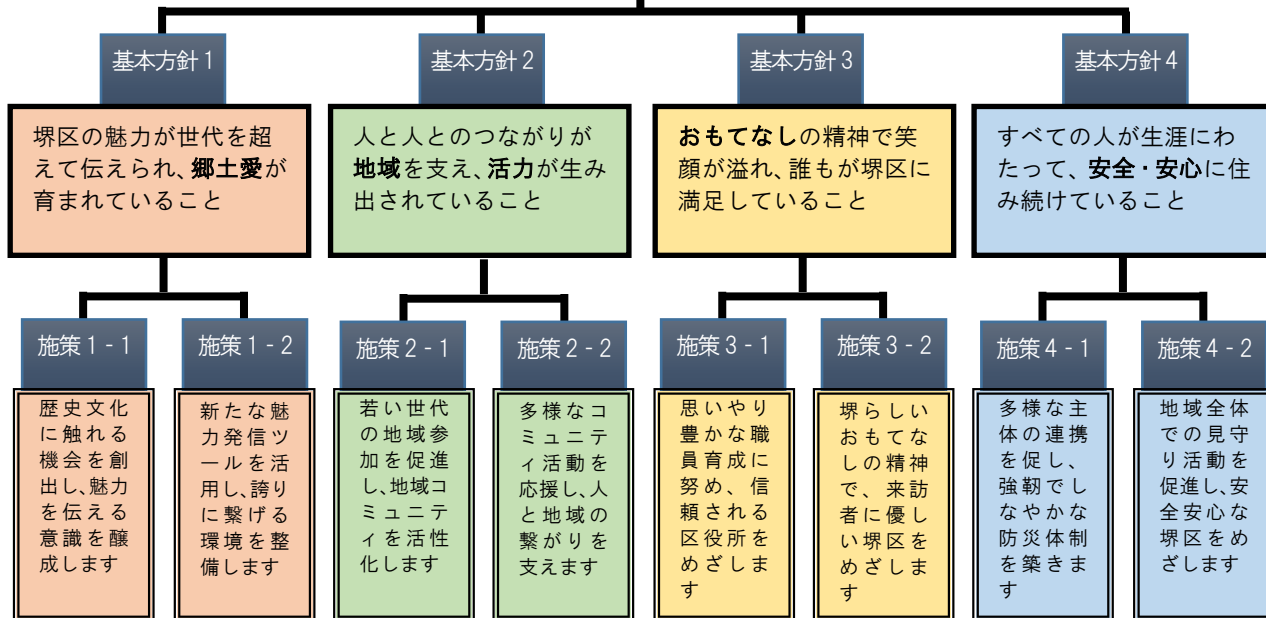 基本方針1
堺区の魅力が世代を超
えて伝えられ、郷土愛が
育まれていること
基本方針2
人と人とのつながりが
地域を支え、活力が生み
出されていること
基本方針3
おもてなしの精神で笑
顔が溢れ、誰もが堺区に
満足していること
基本方針4
すべての人が生涯にわ
たって、安全・安心に住
み続けていること
施策1-1
歴史文化
に触れる
機会を創
出し、魅力
を伝える
意識を醸
成します
施策1-2
新たな魅
力発信ツ
ールを活
用し、誇り
に繋げる
環境を整
備します
施策2-1
若い世代
の地域参
加を促進
し、地域コ
ミュニテ
ィを活性
化します
施策2-2
多様なコ
ミュニテ
ィ活動を
応援し、人
と地域の
繋がりを
支えます
施策3-1
思いやり
豊かな職
員育成に
努め、信
頼される
区役所を
めざしま
す
施策3-2
堺らしい
おもてな
しの精神
で、来訪
者に優し
い堺区を
めざしま
す
施策4-1
多様な主
体の連携
を促し、
強靭でし
なやかな
防災体制
を築きま
す
施策4-2
地域全体
での見守
り活動を
促進し、安
全安心な
堺区をめ
ざします